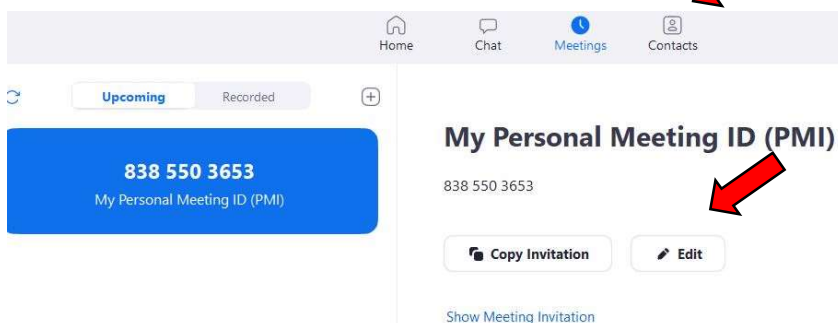 Home Chat Meetings Contacts
Upcoming Recorded
838 550 3653
My Personal Meeting ID (PMI)
My Personal Meeting ID (PMI)
838 550 3653
Copy Invitation Edit
Show Meeting Invitation